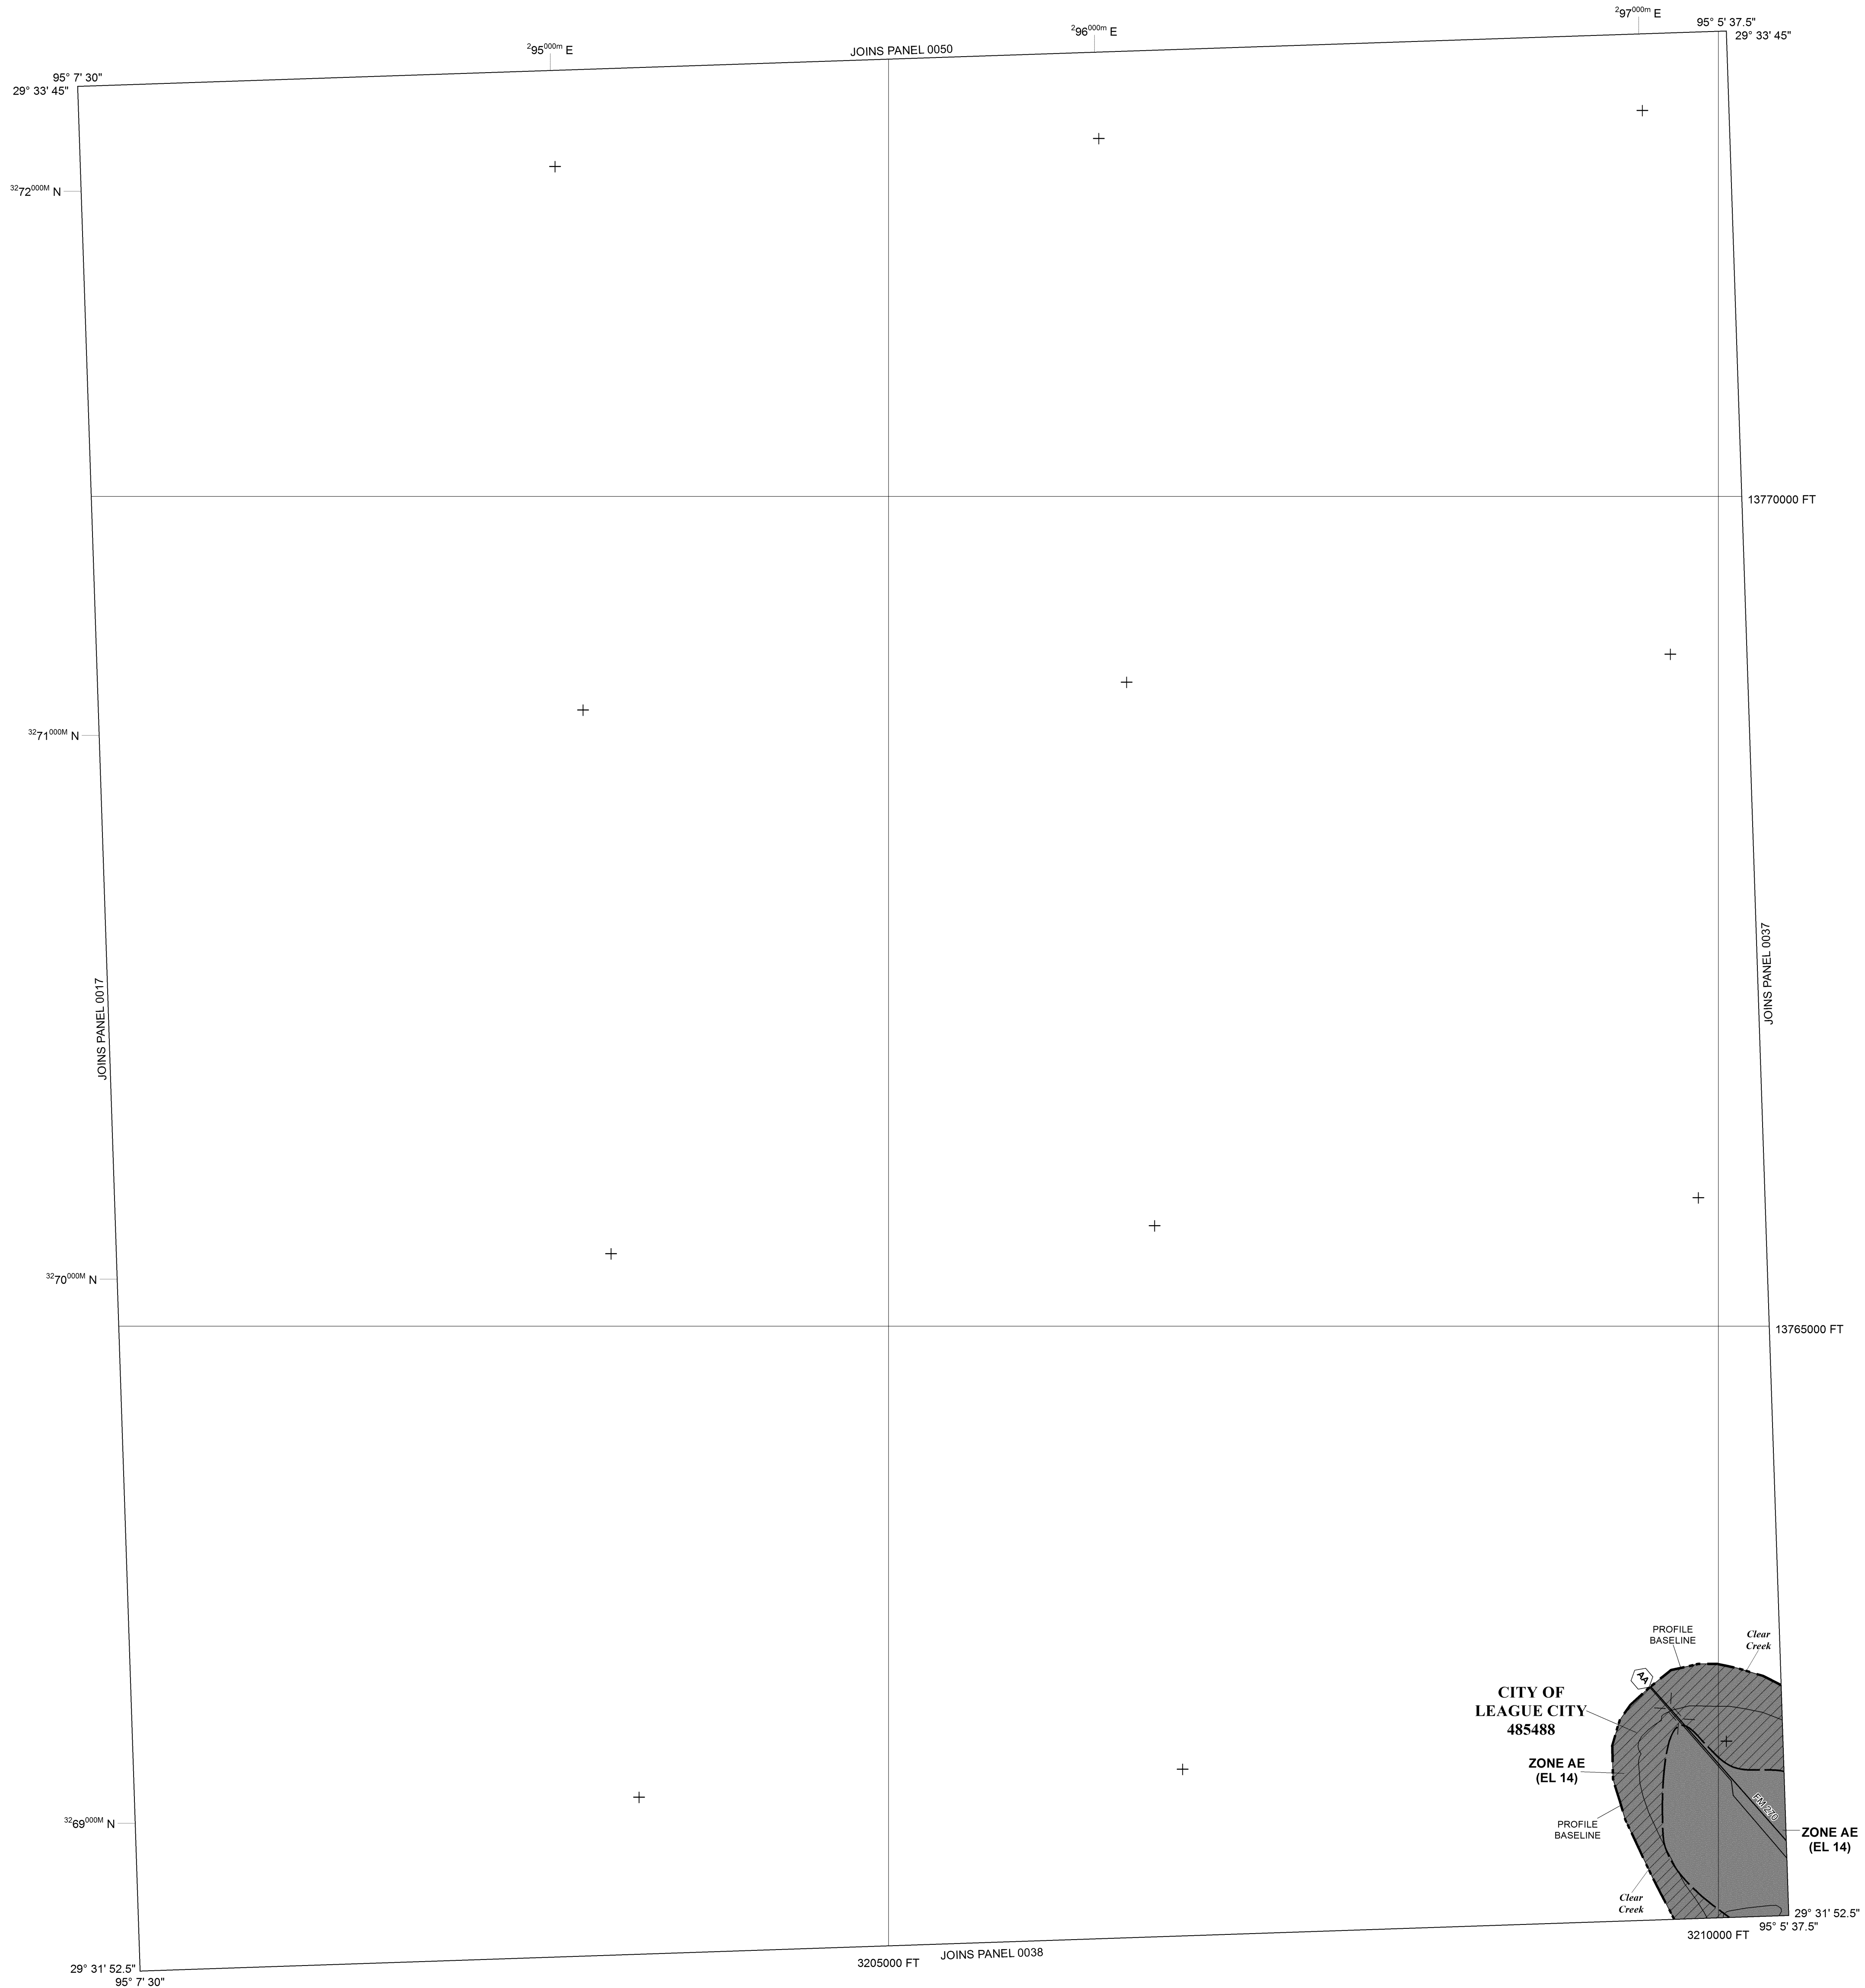 297000m E
95° 5' 37.5"
296000m E
29° 33' 45"
295000m E
JOINS PANEL 0050
95° 7' 30"
29° 33' 45"
3272000M N
13770000 FT
3271000M N
JOINS PANEL 0017
JOINS PANEL 0037
3270000M N
13765000 FT
PROFILE
BASELINE
Clear
Creek
AA
CITY OF
LEAGUE CITY
485488
ZONE AE
(EL 14)
FM 270
PROFILE
BASELINE
3269000M N
ZONE AE
(EL 14)
Clear
Creek
29° 31' 52.5"
95° 5' 37.5"
3210000 FT
JOINS PANEL 0038
3205000 FT
29° 31' 52.5"
95° 7' 30"